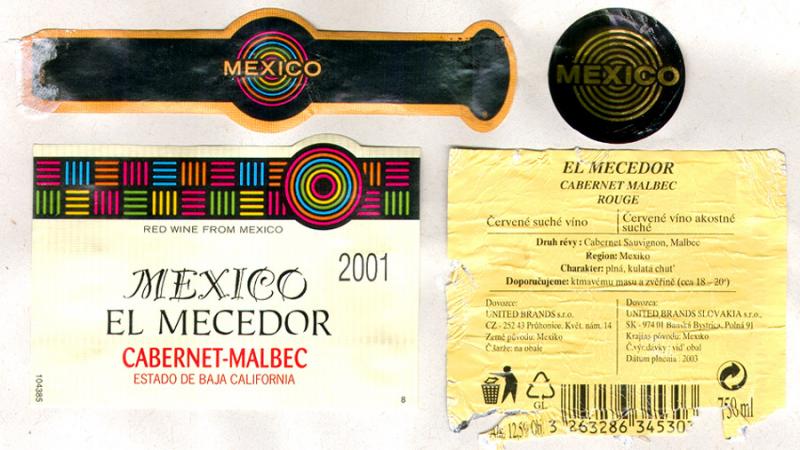 MEXICO
MEXICO
RED WINE FROM MEXICO
2001
MEXICO
EL MECEDOR
CABERNET-MALBEC
ESTADO DE BAJA CALIFORNIA
104385
8
EL MECEDOR
CABERNET MALBEC
ROUGE
Červené suché víno
Červené víno akostné
suché
Druh révy : Cabernet Sauvignon, Malbec
Region: Mexiko
Charakter: plná, kulatá chuť
Doporučujeme: ktmavému masu a zvěřině (cca 18 – 20°)
Dovozce:
UNITED BRANDS s.r.o.
CZ - 252 43 Průhonice. Květ. nám. 14
Země původu: Mexiko
Č.šarže: na obale
Dovozca:
UNITED BRANDS SLOVAKIA s.r.o.,
SK - 974 01 Banská Bystrica, Polná 91
Krajina pôvodu: Mexiko
Č.výr.dávky : viď obal
Dátum plnenia : 2003
GL
750 ml
Alc. 12,5%
3 263286 345303